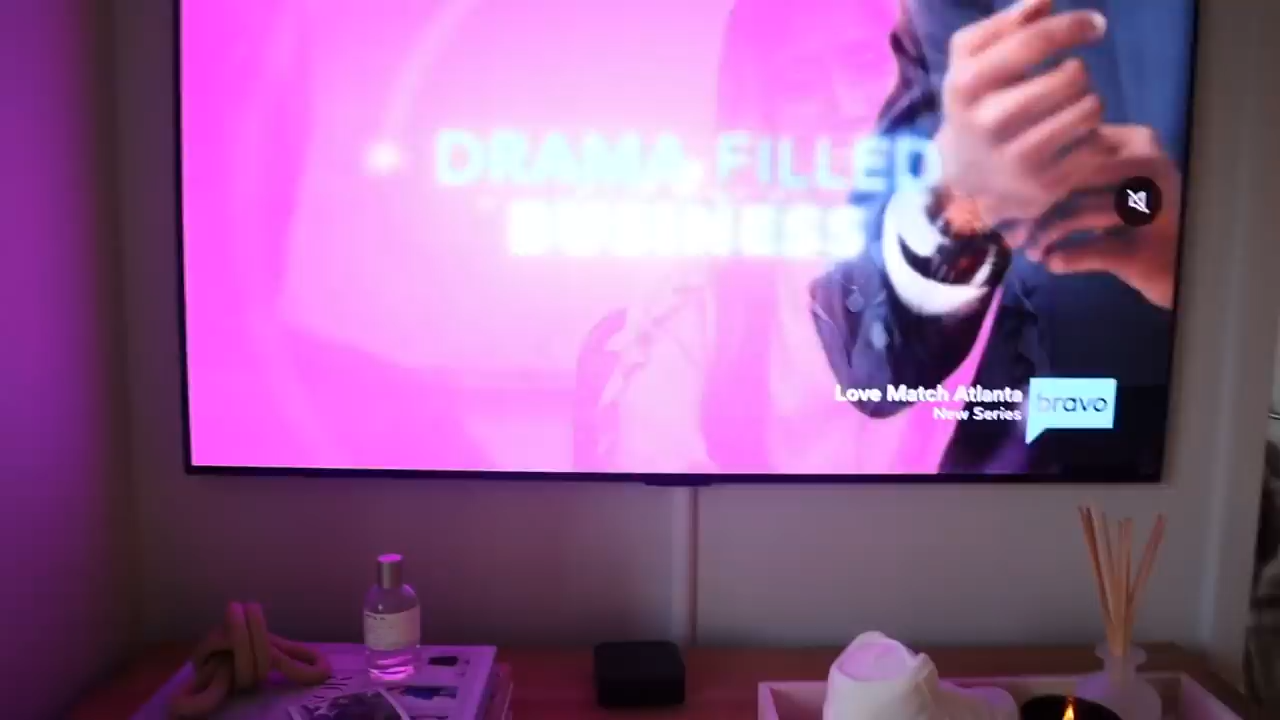 DRAMA FILLED
BUSINESS
Love Match Atlanta
New Series
bravo